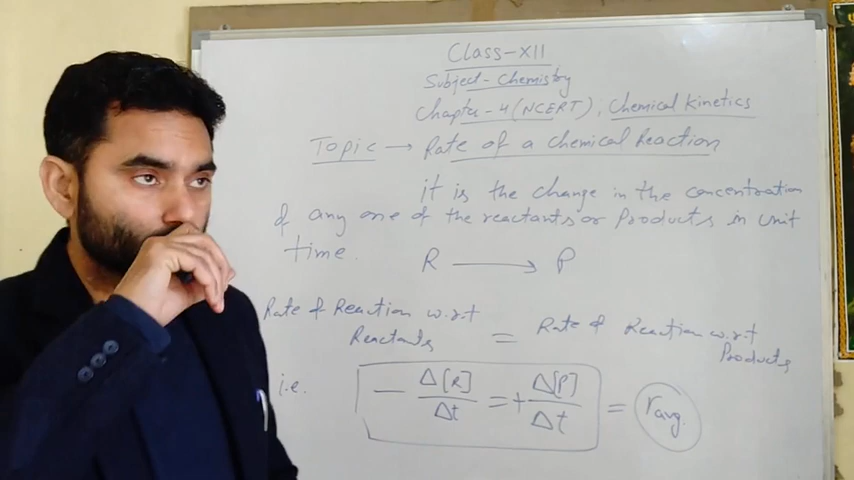 Class-XII
Subject-Chemistry
Chapter-4 (NCERT), Chemical Kinetics
Topic → Rate of a chemical Reaction
it is the change in the concentration
of any one of the reactants or Products in unit
time.
R → P
Rate of Reaction w.r.t Reactants = Rate of Reaction w.r.t Products
i.e. - Δ[R]/Δt = + Δ[P]/Δt = ravg.